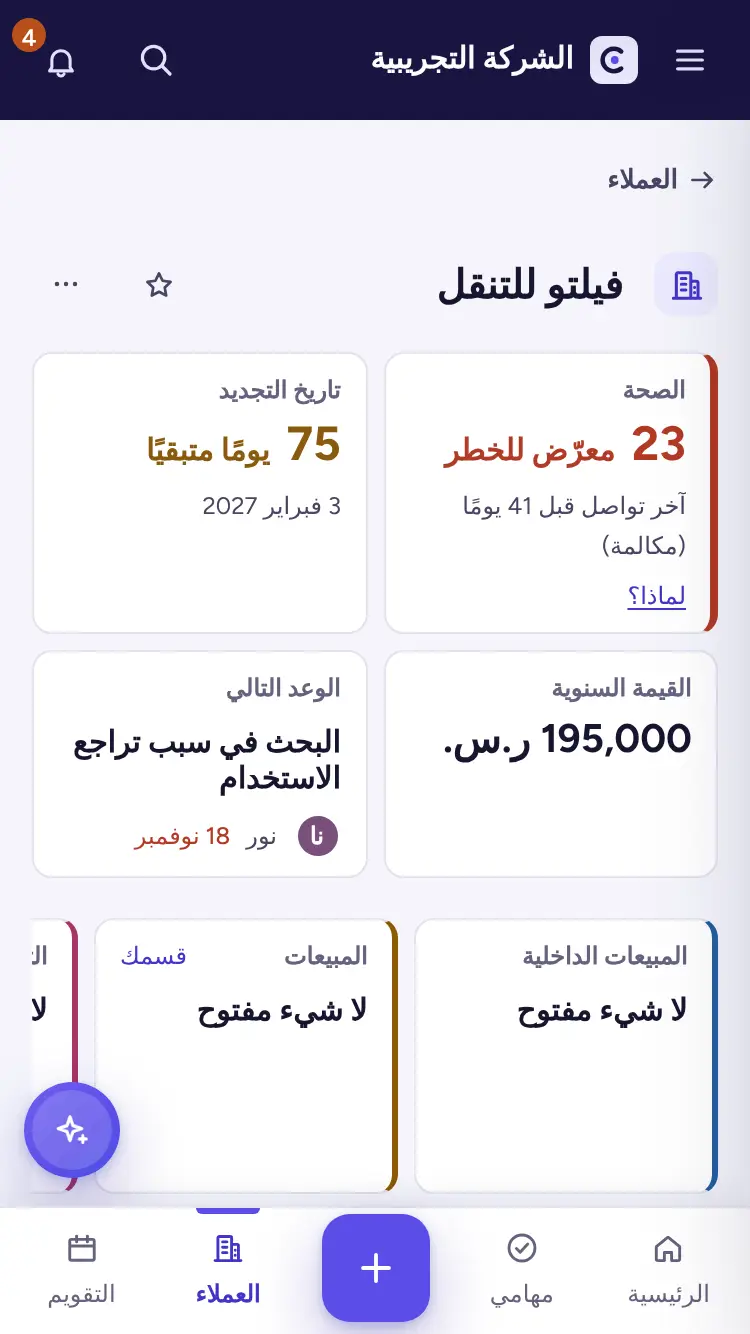 الشركة التجريبية
4
العملاء
فيلتو للتنقل
الصحة
23 معرّض للخطر
آخر تواصل قبل 41 يومًا
(مكالمة)
لماذا؟
تاريخ التجديد
75 يومًا متبقيًا
3 فبراير 2027
القيمة السنوية
195,000 ر.س.
الوعد التالي
البحث في سبب تراجع
الاستخدام
نا نور 18 نوفمبر
المبيعات الداخلية
لا شيء مفتوح
المبيعات قسمك
لا شيء مفتوح
لا
الرئيسية
مهامي
العملاء
التقويم